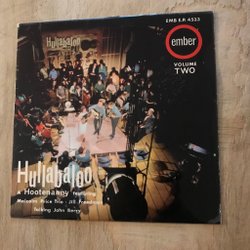 EMB E.P. 4533
Hullabaloo
ember
VOLUME
TWO
Hullabaloo
A Hootenanny featuring
Malcolm Price Trio - Jill Freedman
Talking John Berry